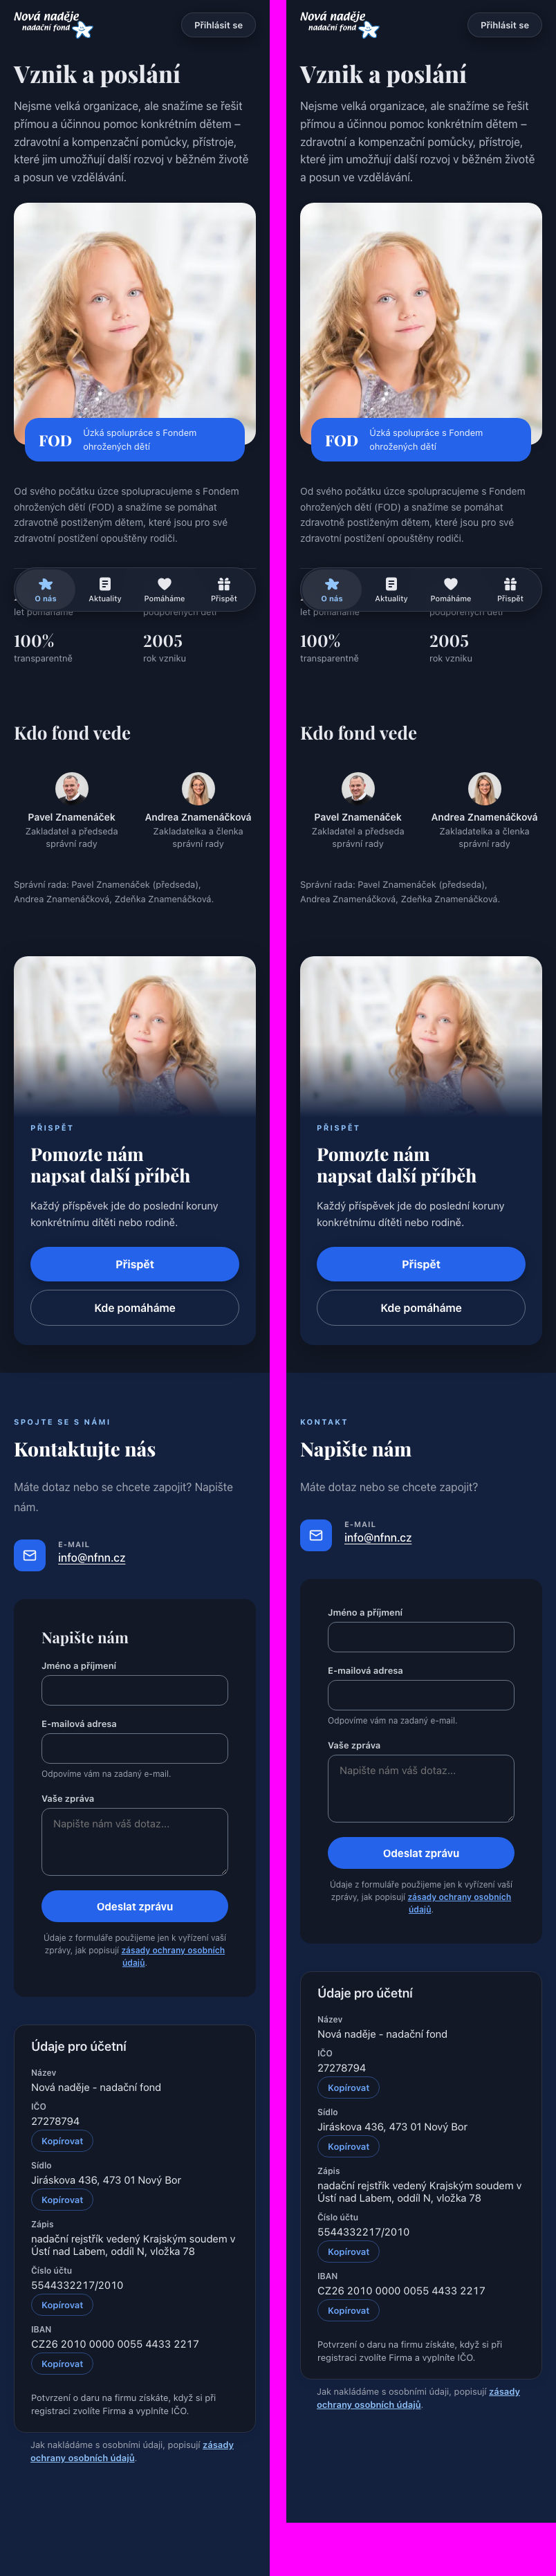 Nová naděje
nadační fond
Přihlásit se
Vznik a poslání
Nejsme velká organizace, ale snažíme se řešit
přímou a účinnou pomoc konkrétním dětem –
zdravotní a kompenzační pomůcky, přístroje,
které jim umožňují další rozvoj v běžném životě
a posun ve vzdělávání.
FOD
Úzká spolupráce s Fondem
ohrožených dětí
Od svého počátku úzce spolupracujeme s Fondem
ohrožených dětí (FOD) a snažíme se pomáhat
zdravotně postiženým dětem, které jsou pro své
zdravotní postižení opouštěny rodiči.
O nás
Aktuality
Pomáháme
Přispět
let pomáháme
podpořených dětí
100%
transparentně
2005
rok vzniku
Kdo fond vede
Pavel Znamenáček
Zakladatel a předseda
správní rady
Andrea Znamenáčková
Zakladatelka a členka
správní rady
Správní rada: Pavel Znamenáček (předseda),
Andrea Znamenáčková, Zdeňka Znamenáčková.
PŘISPĚT
Pomozte nám
napsat další příběh
Každý příspěvek jde do poslední koruny
konkrétnímu dítěti nebo rodině.
Přispět
Kde pomáháme
SPOJTE SE S NÁMI
Kontaktujte nás
Máte dotaz nebo se chcete zapojit? Napište
nám.
E-MAIL
info@nfnn.cz
Napište nám
Jméno a příjmení
E-mailová adresa
Odpovíme vám na zadaný e-mail.
Vaše zpráva
Napište nám váš dotaz...
Odeslat zprávu
Údaje z formuláře použijeme jen k vyřízení vaší
zprávy, jak popisují zásady ochrany osobních
údajů.
Údaje pro účetní
Název
Nová naděje - nadační fond
IČO
27278794
Kopírovat
Sídlo
Jiráskova 436, 473 01 Nový Bor
Kopírovat
Zápis
nadační rejstřík vedený Krajským soudem v
Ústí nad Labem, oddíl N, vložka 78
Číslo účtu
5544332217/2010
Kopírovat
IBAN
CZ26 2010 0000 0055 4433 2217
Kopírovat
Potvrzení o daru na firmu získáte, když si při
registraci zvolíte Firma a vyplníte IČO.
Jak nakládáme s osobními údaji, popisují zásady
ochrany osobních údajů.
Nová naděje
nadační fond
Přihlásit se
Vznik a poslání
Nejsme velká organizace, ale snažíme se řešit
přímou a účinnou pomoc konkrétním dětem –
zdravotní a kompenzační pomůcky, přístroje,
které jim umožňují další rozvoj v běžném životě
a posun ve vzdělávání.
FOD
Úzká spolupráce s Fondem
ohrožených dětí
Od svého počátku úzce spolupracujeme s Fondem
ohrožených dětí (FOD) a snažíme se pomáhat
zdravotně postiženým dětem, které jsou pro své
zdravotní postižení opouštěny rodiči.
O nás
Aktuality
Pomáháme
Přispět
let pomáháme
podpořených dětí
100%
transparentně
2005
rok vzniku
Kdo fond vede
Pavel Znamenáček
Zakladatel a předseda
správní rady
Andrea Znamenáčková
Zakladatelka a členka
správní rady
Správní rada: Pavel Znamenáček (předseda),
Andrea Znamenáčková, Zdeňka Znamenáčková.
PŘISPĚT
Pomozte nám
napsat další příběh
Každý příspěvek jde do poslední koruny
konkrétnímu dítěti nebo rodině.
Přispět
Kde pomáháme
KONTAKT
Napište nám
Máte dotaz nebo se chcete zapojit?
E-MAIL
info@nfnn.cz
Jméno a příjmení
E-mailová adresa
Odpovíme vám na zadaný e-mail.
Vaše zpráva
Napište nám váš dotaz...
Odeslat zprávu
Údaje z formuláře použijeme jen k vyřízení vaší
zprávy, jak popisují zásady ochrany osobních
údajů.
Údaje pro účetní
Název
Nová naděje - nadační fond
IČO
27278794
Kopírovat
Sídlo
Jiráskova 436, 473 01 Nový Bor
Kopírovat
Zápis
nadační rejstřík vedený Krajským soudem v
Ústí nad Labem, oddíl N, vložka 78
Číslo účtu
5544332217/2010
Kopírovat
IBAN
CZ26 2010 0000 0055 4433 2217
Kopírovat
Potvrzení o daru na firmu získáte, když si při
registraci zvolíte Firma a vyplníte IČO.
Jak nakládáme s osobními údaji, popisují zásady
ochrany osobních údajů.